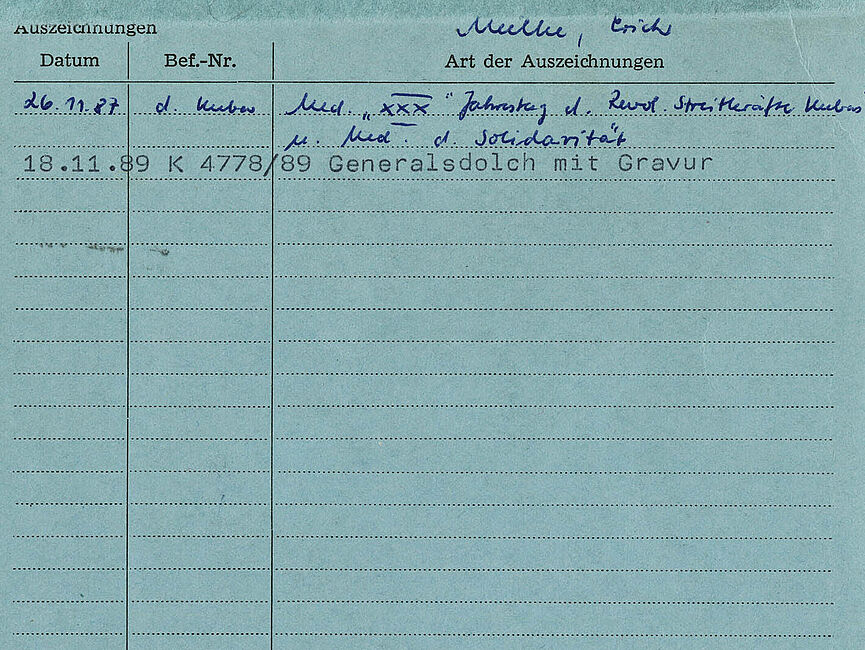 Auszeichnungen Mielke, Erich
Datum Bef.-Nr. Art der Auszeichnungen
26.11.87 d. Kuba Med. „XXX“ Jahrestag d. Revol. Streitkräfte Kubas
u. Med. d. Solidarität
18.11.89 K 4778/89 Generalsdolch mit Gravur